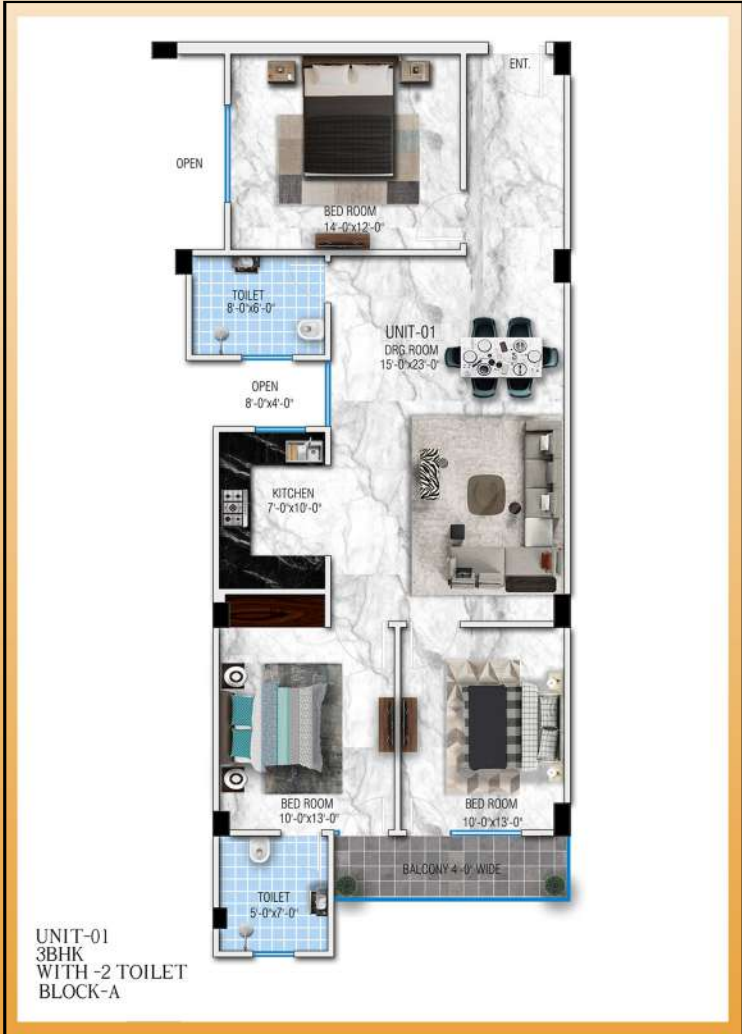 ENT.
OPEN
BED ROOM
14'-0"x12'-0"
TOILET
8'-0"x6'-0"
UNIT-01
DRG.ROOM
15'-0"x23'-0"
OPEN
8'-0"x4'-0"
KITCHEN
7'-0"x10'-0"
BED ROOM
10'-0"x13'-0"
BED ROOM
10'-0"x13'-0"
BALCONY 4'-0" WIDE
TOILET
5'-0"x7'-0"
UNIT-01
3BHK
WITH -2 TOILET
BLOCK-A